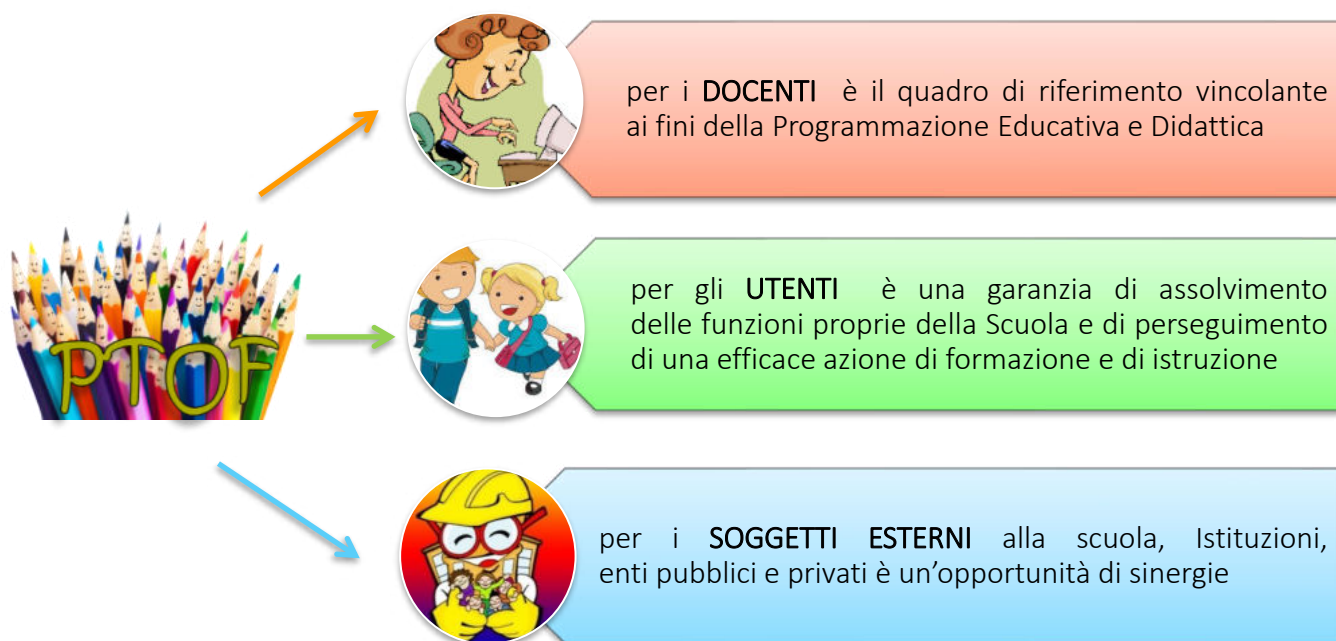 per i DOCENTI è il quadro di riferimento vincolante
ai fini della Programmazione Educativa e Didattica
PTOF
per gli UTENTI è una garanzia di assolvimento
delle funzioni proprie della Scuola e di perseguimento
di una efficace azione di formazione e di istruzione
per i SOGGETTI ESTERNI alla scuola, Istituzioni,
enti pubblici e privati è un’opportunità di sinergie